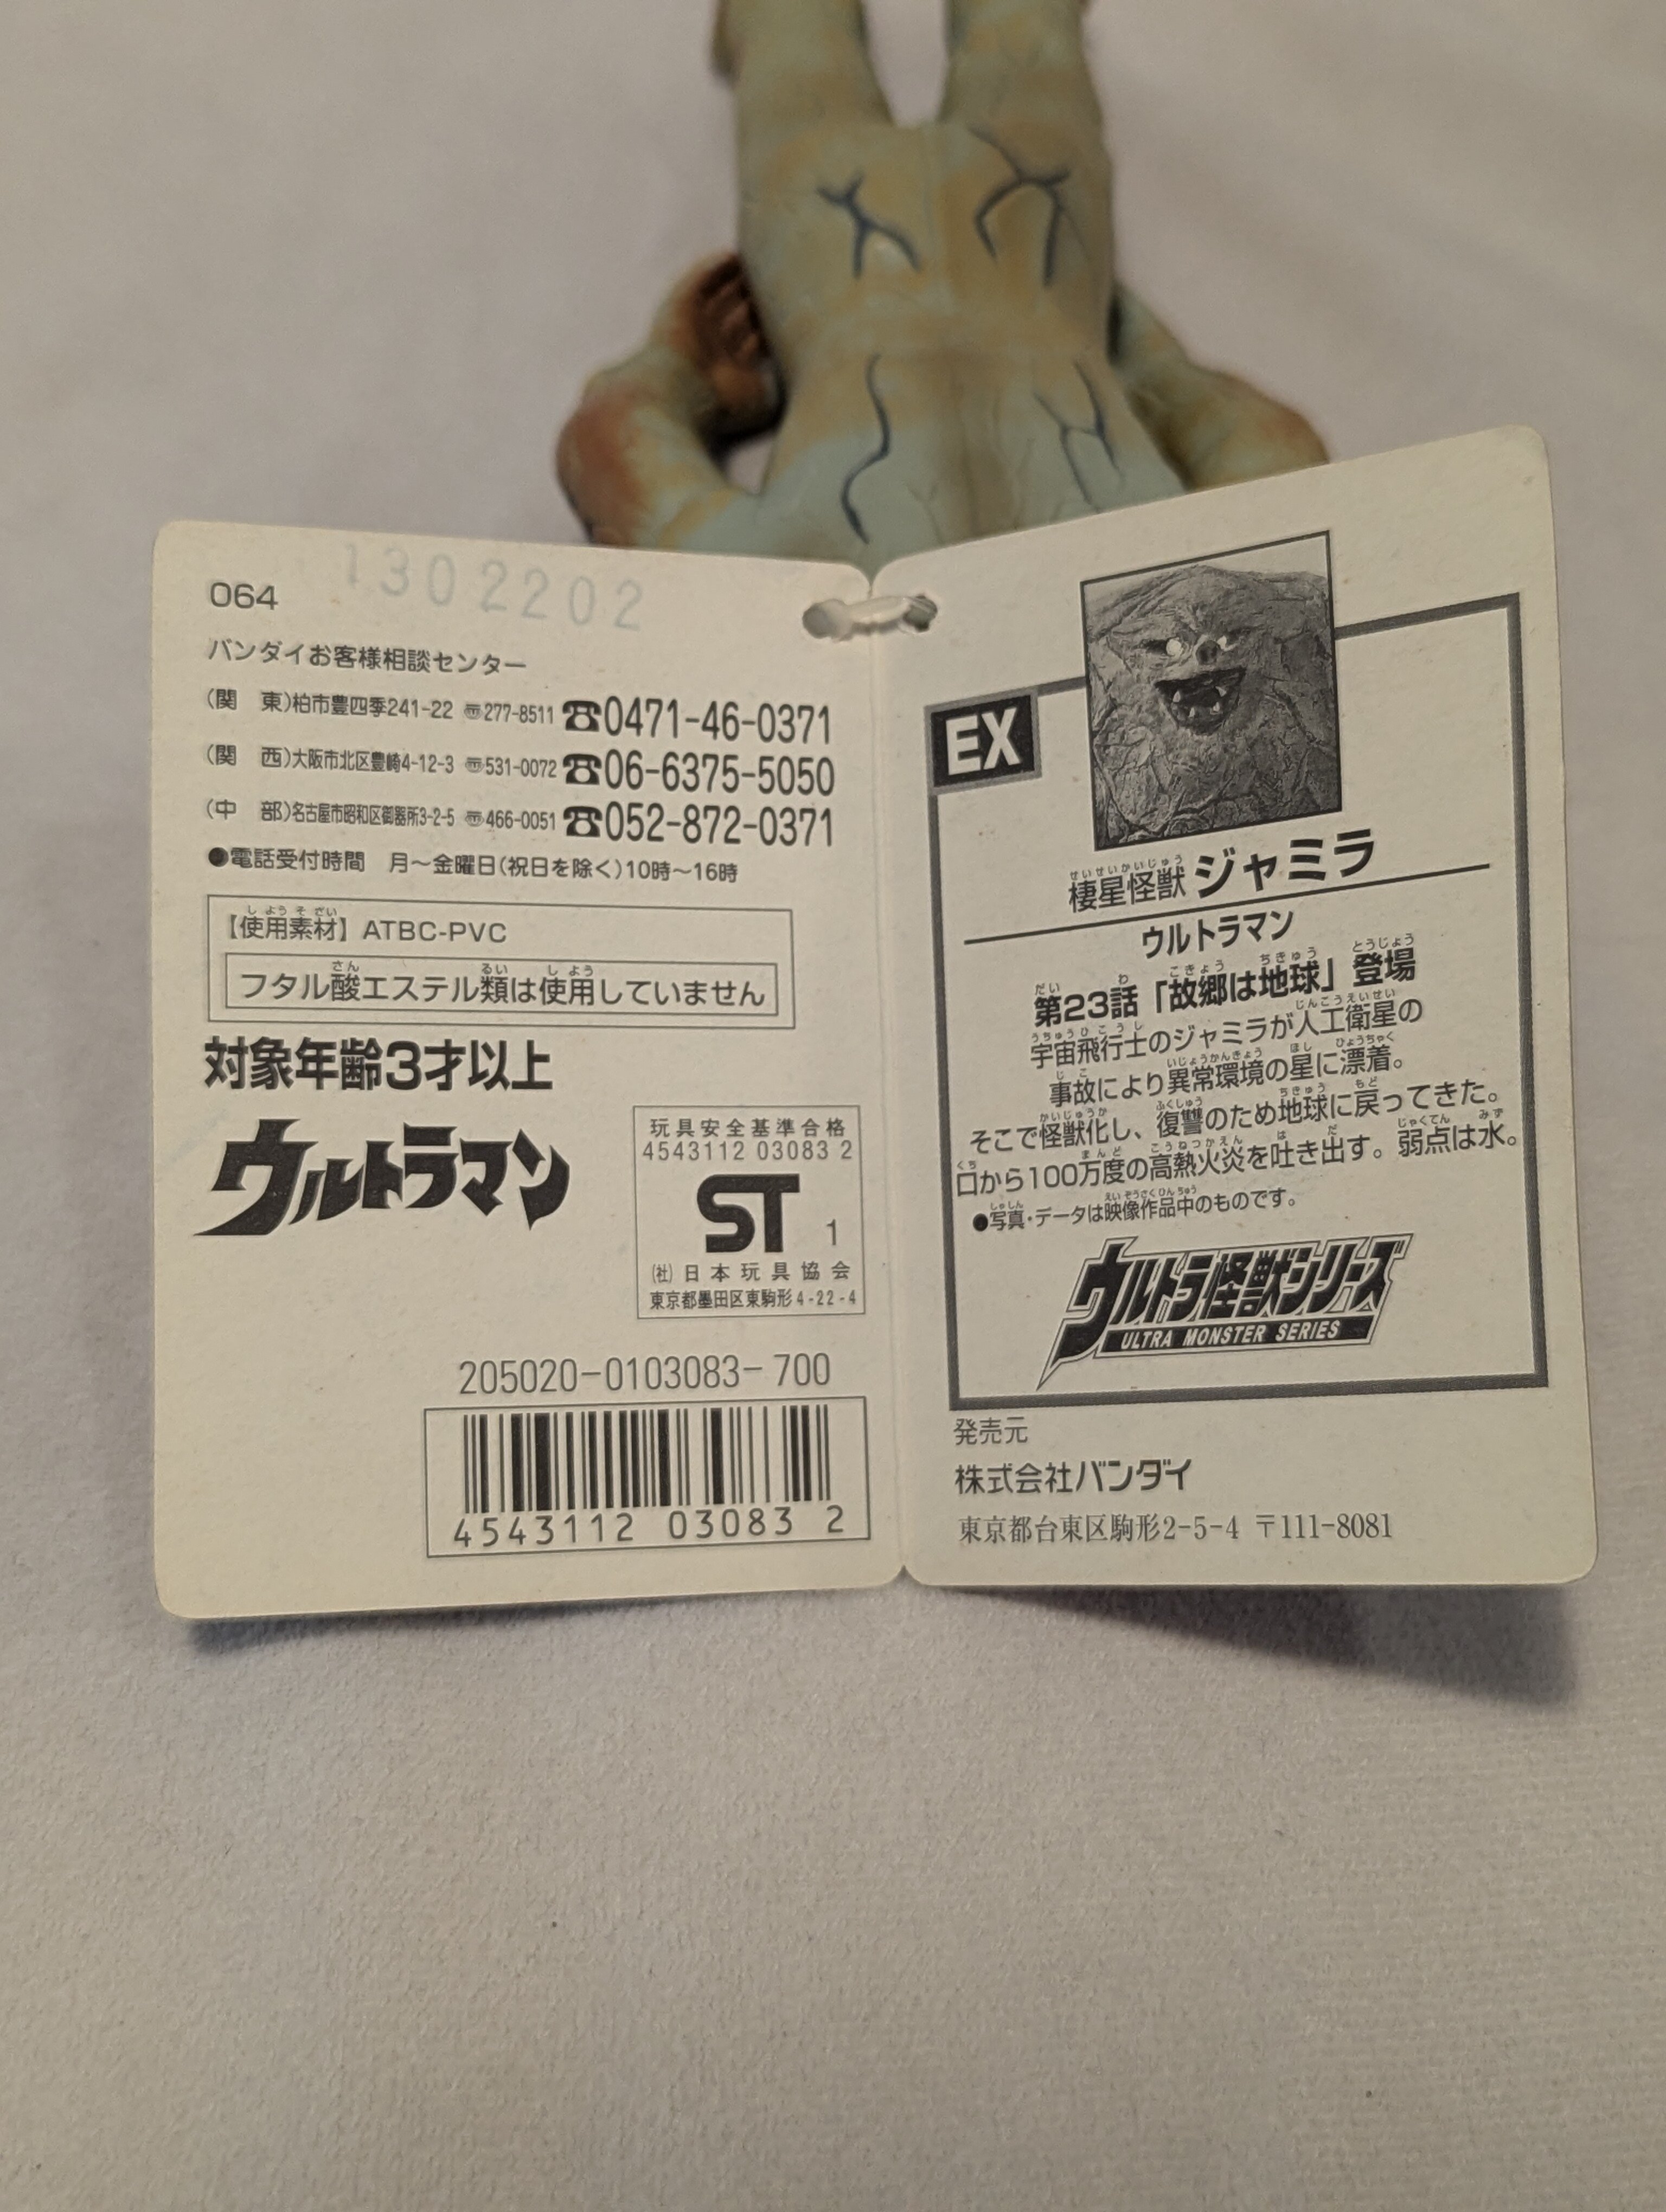 064
1302202
バンダイお客様相談センター
(関 東)柏市豊四季241-22 〠277-8511 ☎0471-46-0371
(関 西)大阪市北区豊崎4-12-3 〠531-0072 ☎06-6375-5050
(中 部)名古屋市昭和区御器所3-2-5 〠466-0051 ☎052-872-0371
●電話受付時間 月〜金曜日(祝日を除く)10時〜16時
【使用素材】ATBC-PVC
フタル酸エステル類は使用していません
対象年齢3才以上
ウルトラマン
玩具安全基準合格
4543112 03083 2
ST 1
(社)日本玩具協会
東京都墨田区東駒形4-22-4
205020-0103083-700
4543112 03083 2
EX
棲星怪獣 ジャミラ
ウルトラマン
第23話「故郷は地球」登場
宇宙飛行士のジャミラが人工衛星の
事故により異常環境の星に漂着。
そこで怪獣化し、復讐のため地球に戻ってきた。
口から100万度の高熱火炎を吐き出す。弱点は水。
●写真・データは映像作品中のものです。
ウルトラ怪獣シリーズ
ULTRA MONSTER SERIES
発売元
株式会社バンダイ
東京都台東区駒形2-5-4 〒111-8081